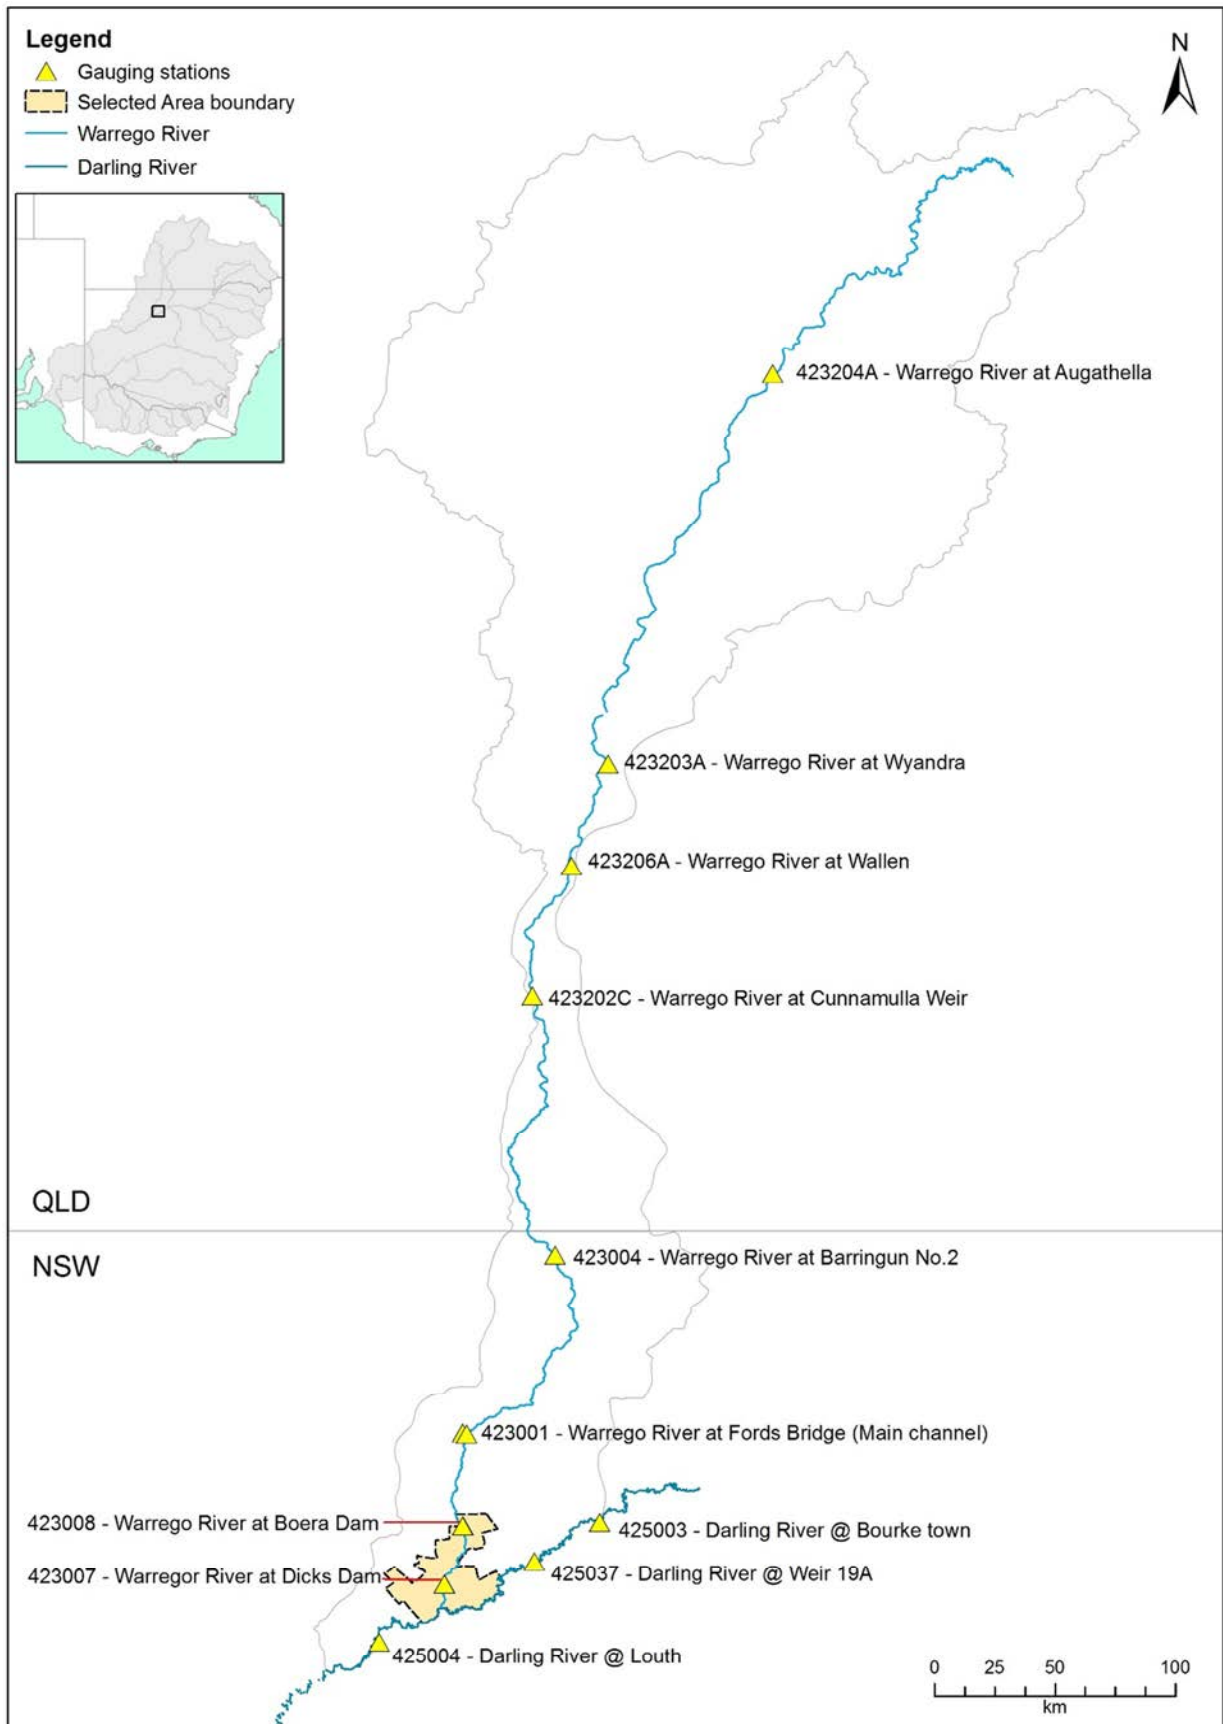 Legend
Gauging stations
Selected Area boundary
Warrego River
Darling River
N
423204A - Warrego River at Augathella
423203A - Warrego River at Wyandra
423206A - Warrego River at Wallen
423202C - Warrego River at Cunnamulla Weir
QLD
NSW
423004 - Warrego River at Barringun No.2
423001 - Warrego River at Fords Bridge (Main channel)
423008 - Warrego River at Boera Dam
425003 - Darling River @ Bourke town
423007 - Warregor River at Dicks Dam
425037 - Darling River @ Weir 19A
425004 - Darling River @ Louth
0 25 50 100
km